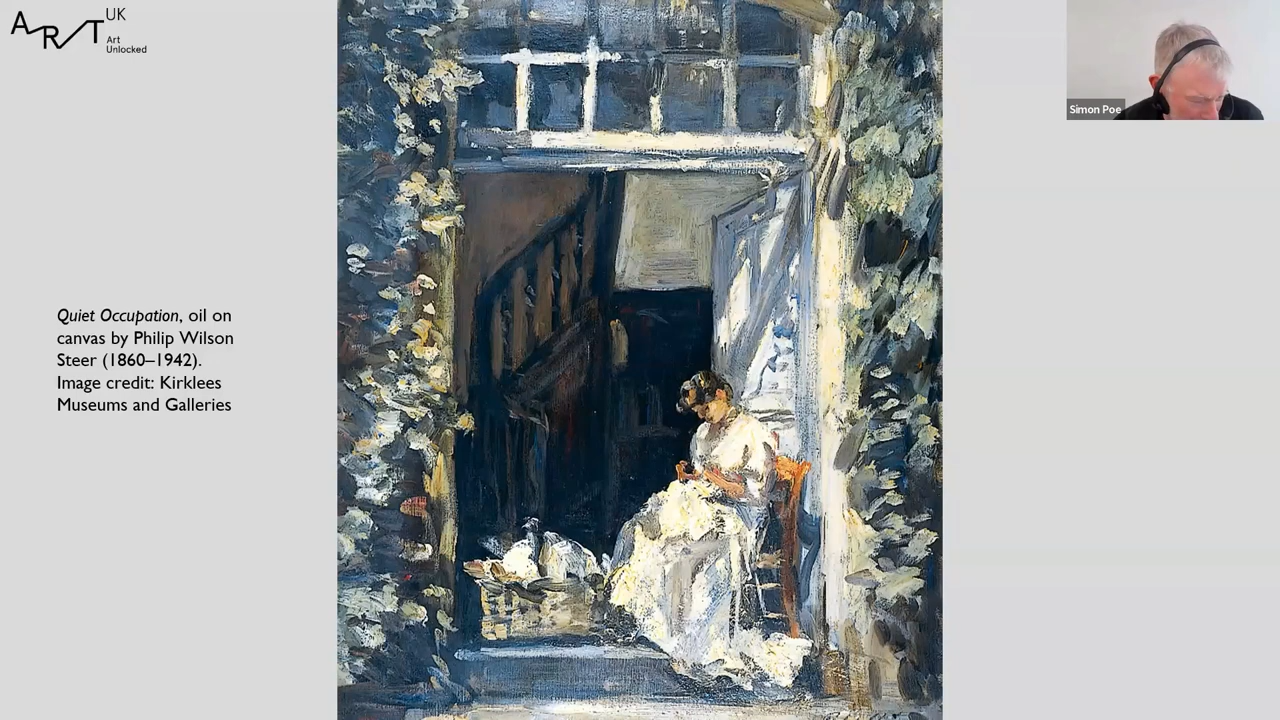 ART UK
Art
Unlocked
Simon Poe
Quiet Occupation, oil on
canvas by Philip Wilson
Steer (1860–1942).
Image credit: Kirklees
Museums and Galleries